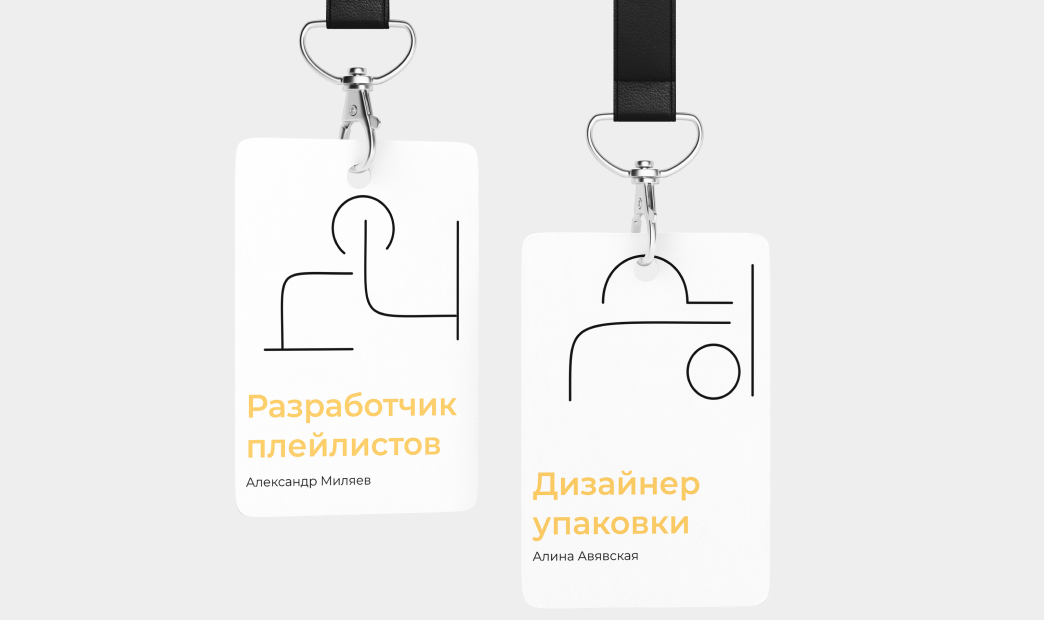 Разработчик
плейлистов
Александр Миляев
Дизайнер
упаковки
Алина Авявская